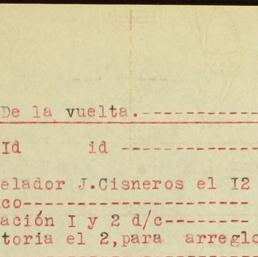 De la vuelta.------------
Id id ------------
elador J.Cisneros el I2
co--------------------
ación I y 2 d/c--------
toria el 2,para arreglo